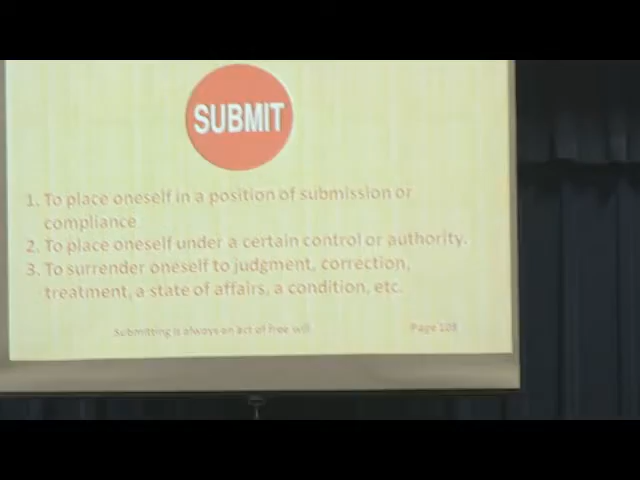 SUBMIT
1. To place oneself in a position of submission or
compliance
2. To place oneself under a certain control or authority.
3. To surrender oneself to judgment, correction,
treatment, a state of affairs, a condition, etc.
Submitting is always an act of free will
Page